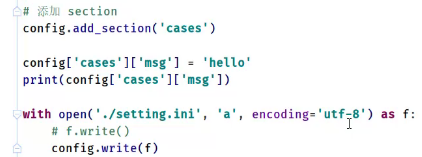 # 添加 section
config.add_section('cases')
config['cases']['msg'] = 'hello'
print(config['cases']['msg'])
with open('./setting.ini', 'a', encoding='utf-8') as f:
# f.write()
config.write(f)